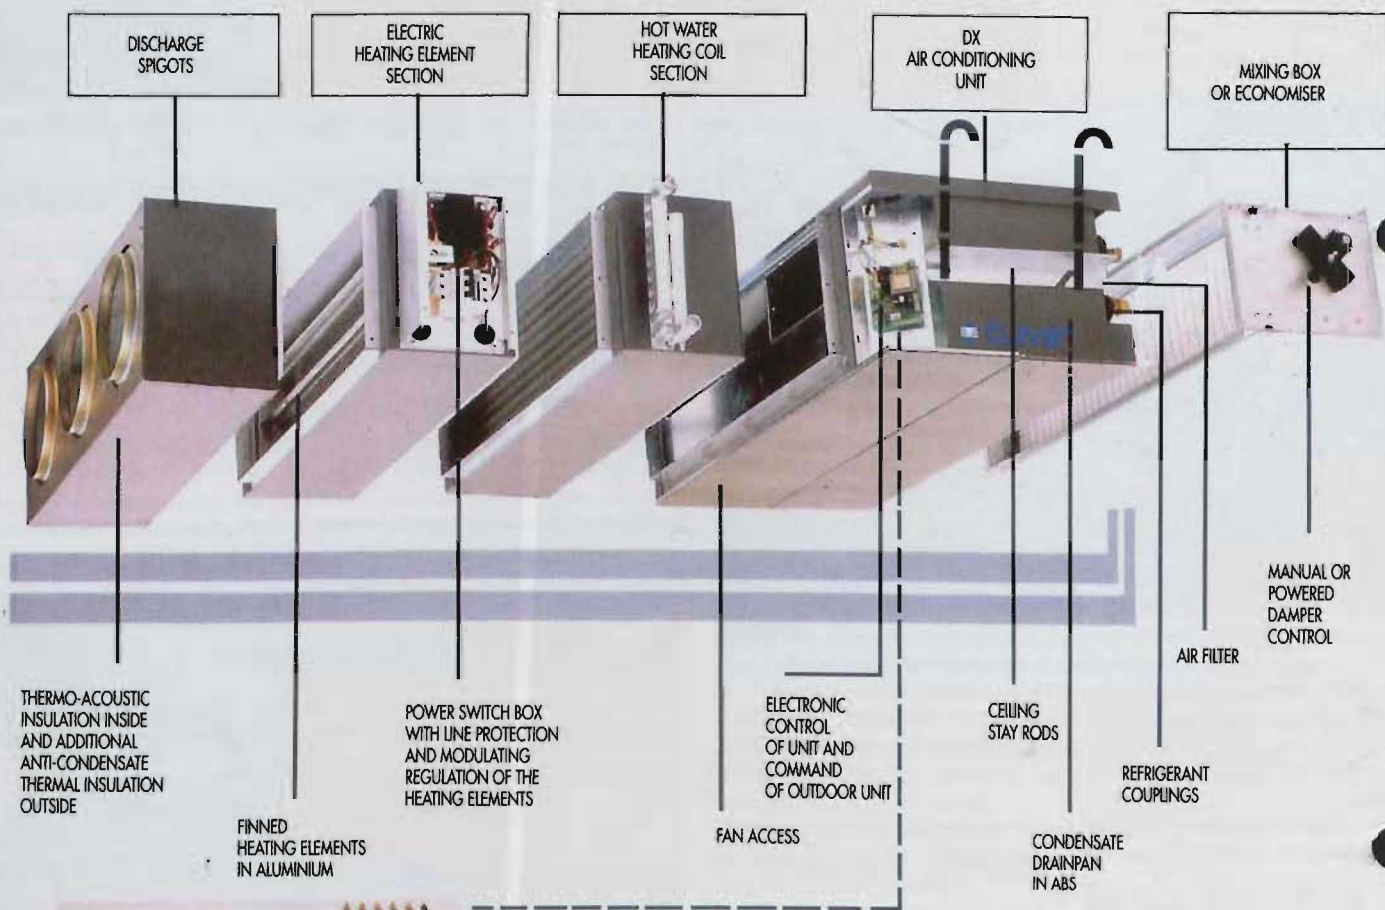 DISCHARGE
SPIGOTS
ELECTRIC
HEATING ELEMENT
SECTION
HOT WATER
HEATING COIL
SECTION
DX
AIR CONDITIONING
UNIT
MIXING BOX
OR ECONOMISER
THERMO-ACOUSTIC
INSULATION INSIDE
AND ADDITIONAL
ANTI-CONDENSATE
THERMAL INSULATION
OUTSIDE
FINNED
HEATING ELEMENTS
IN ALUMINIUM
POWER SWITCH BOX
WITH LINE PROTECTION
AND MODULATING
REGULATION OF THE
HEATING ELEMENTS
FAN ACCESS
ELECTRONIC
CONTROL
OF UNIT AND
COMMAND
OF OUTDOOR UNIT
CEILING
STAY RODS
CONDENSATE
DRAINPAN
IN ABS
REFRIGERANT
COUPLINGS
AIR FILTER
MANUAL OR
POWERED
DAMPER
CONTROL